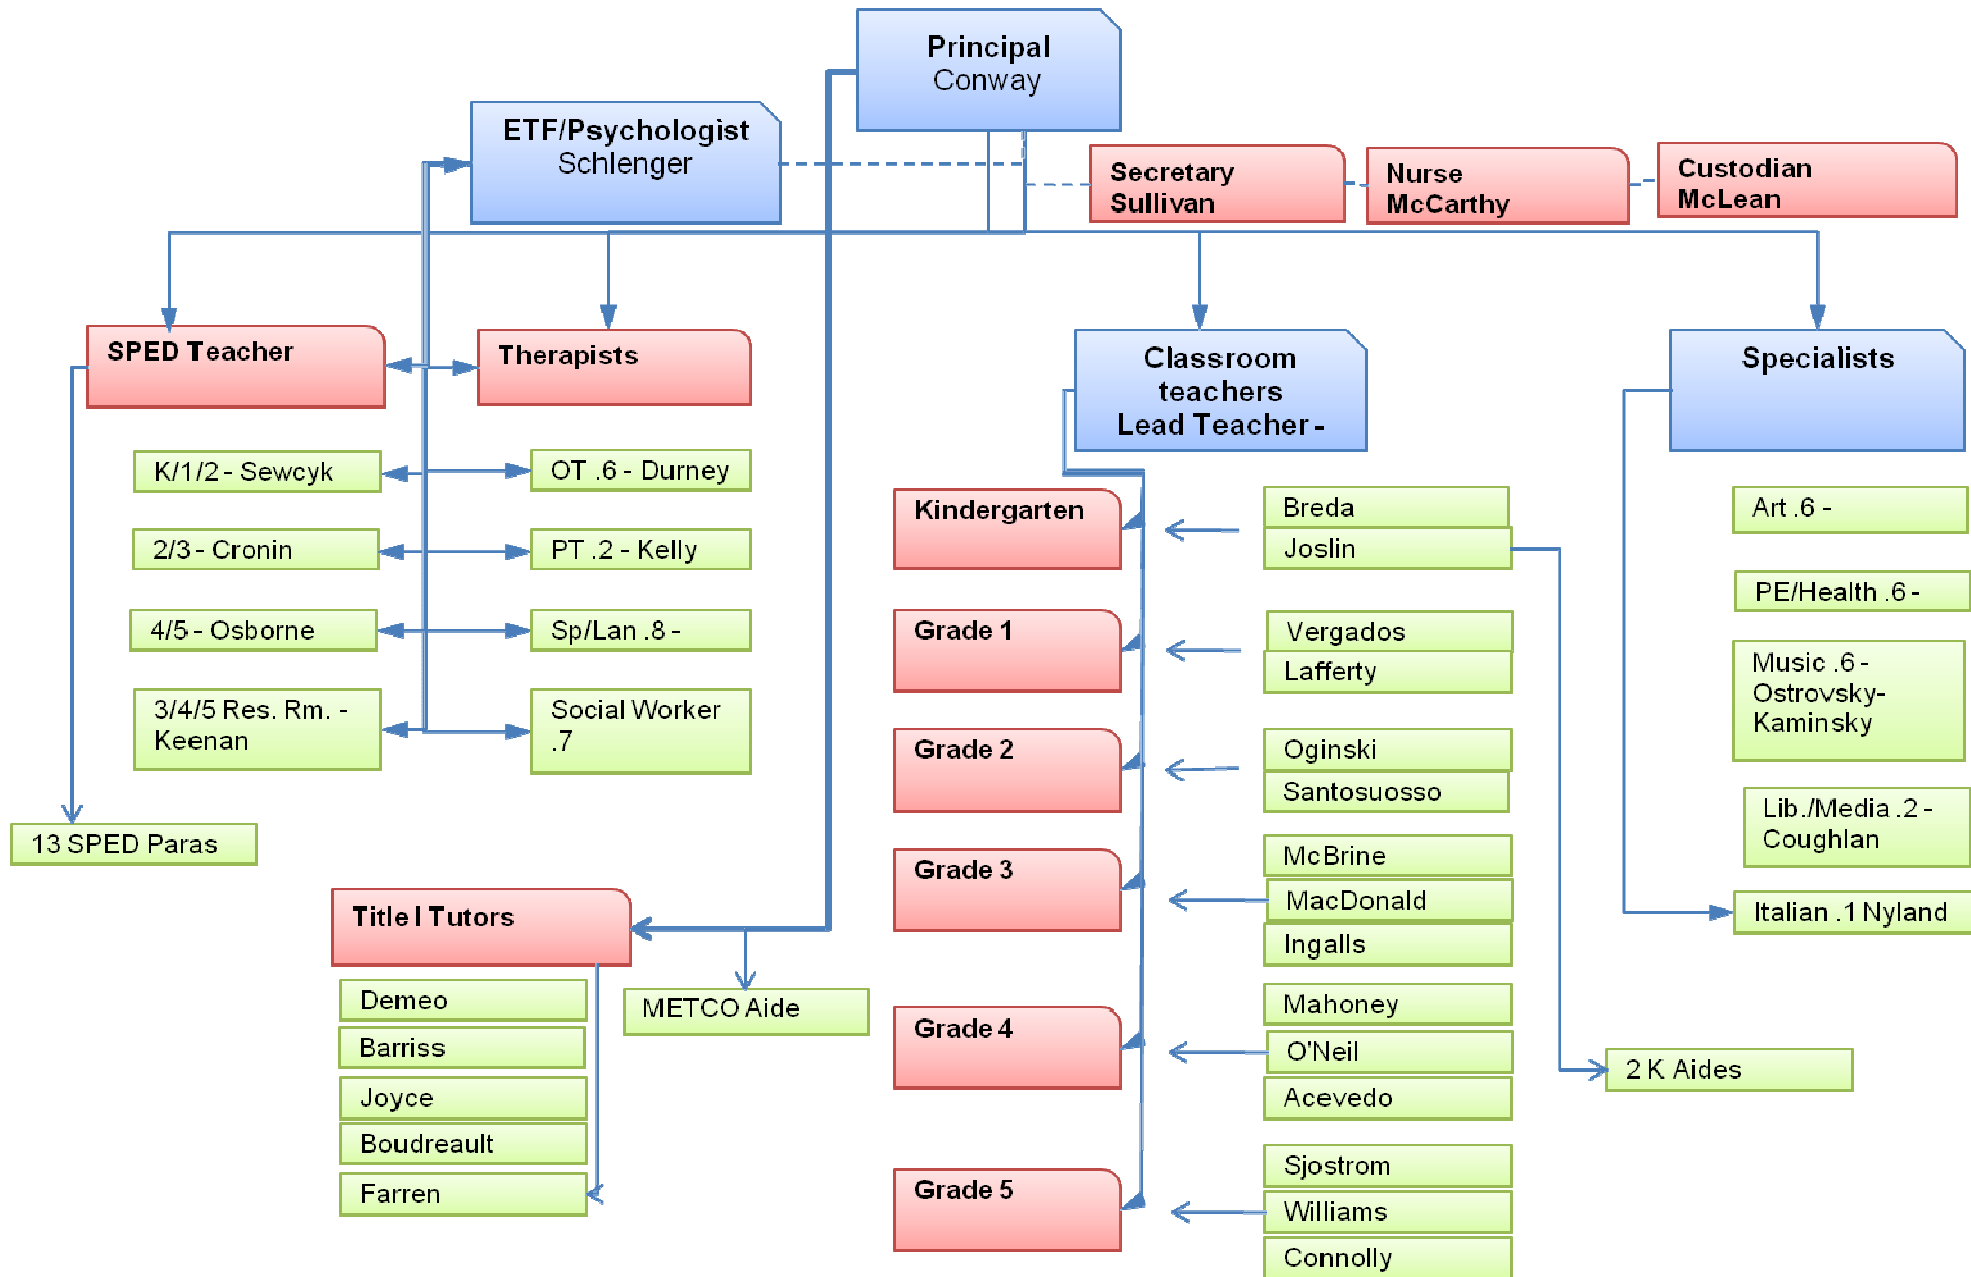 Principal
Conway
ETF/Psychologist
Schlenger
Secretary
Sullivan
Nurse
McCarthy
Custodian
McLean
SPED Teacher
Therapists
Classroom
teachers
Lead Teacher -
Specialists
K/1/2 - Sewcyk
2/3 - Cronin
4/5 - Osborne
3/4/5 Res. Rm. -
Keenan
13 SPED Paras
OT .6 - Durney
PT .2 - Kelly
Sp/Lan .8 -
Social Worker
.7
Title I Tutors
Demeo
Barriss
Joyce
Boudreault
Farren
METCO Aide
Kindergarten
Breda
Joslin
Grade 1
Vergados
Lafferty
Grade 2
Oginski
Santosuosso
Grade 3
McBrine
MacDonald
Ingalls
Grade 4
Mahoney
O'Neil
Acevedo
Grade 5
Sjostrom
Williams
Connolly
Art .6 -
PE/Health .6 -
Music .6 -
Ostrovsky-
Kaminsky
Lib./Media .2 -
Coughlan
Italian .1 Nyland
2 K Aides